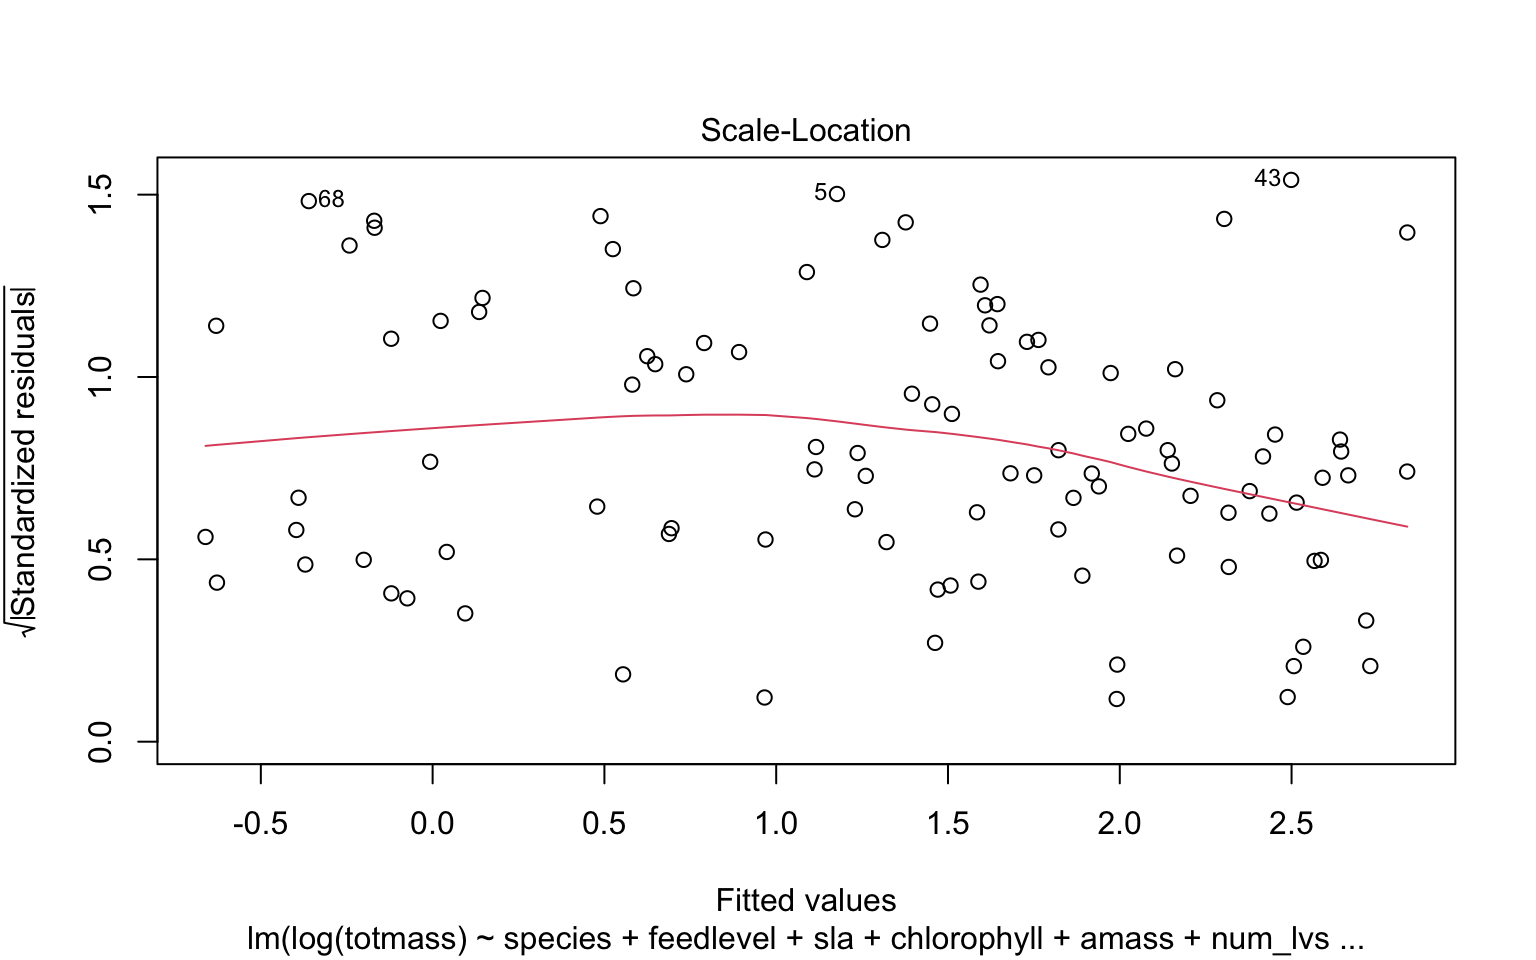 Scale-Location
√|Standardized residuals|
1.5
1.0
0.5
0.0
68
5
43
-0.5 0.0 0.5 1.0 1.5 2.0 2.5
Fitted values
lm(log(totmass) ~ species + feedlevel + sla + chlorophyll + amass + num_lvs ...